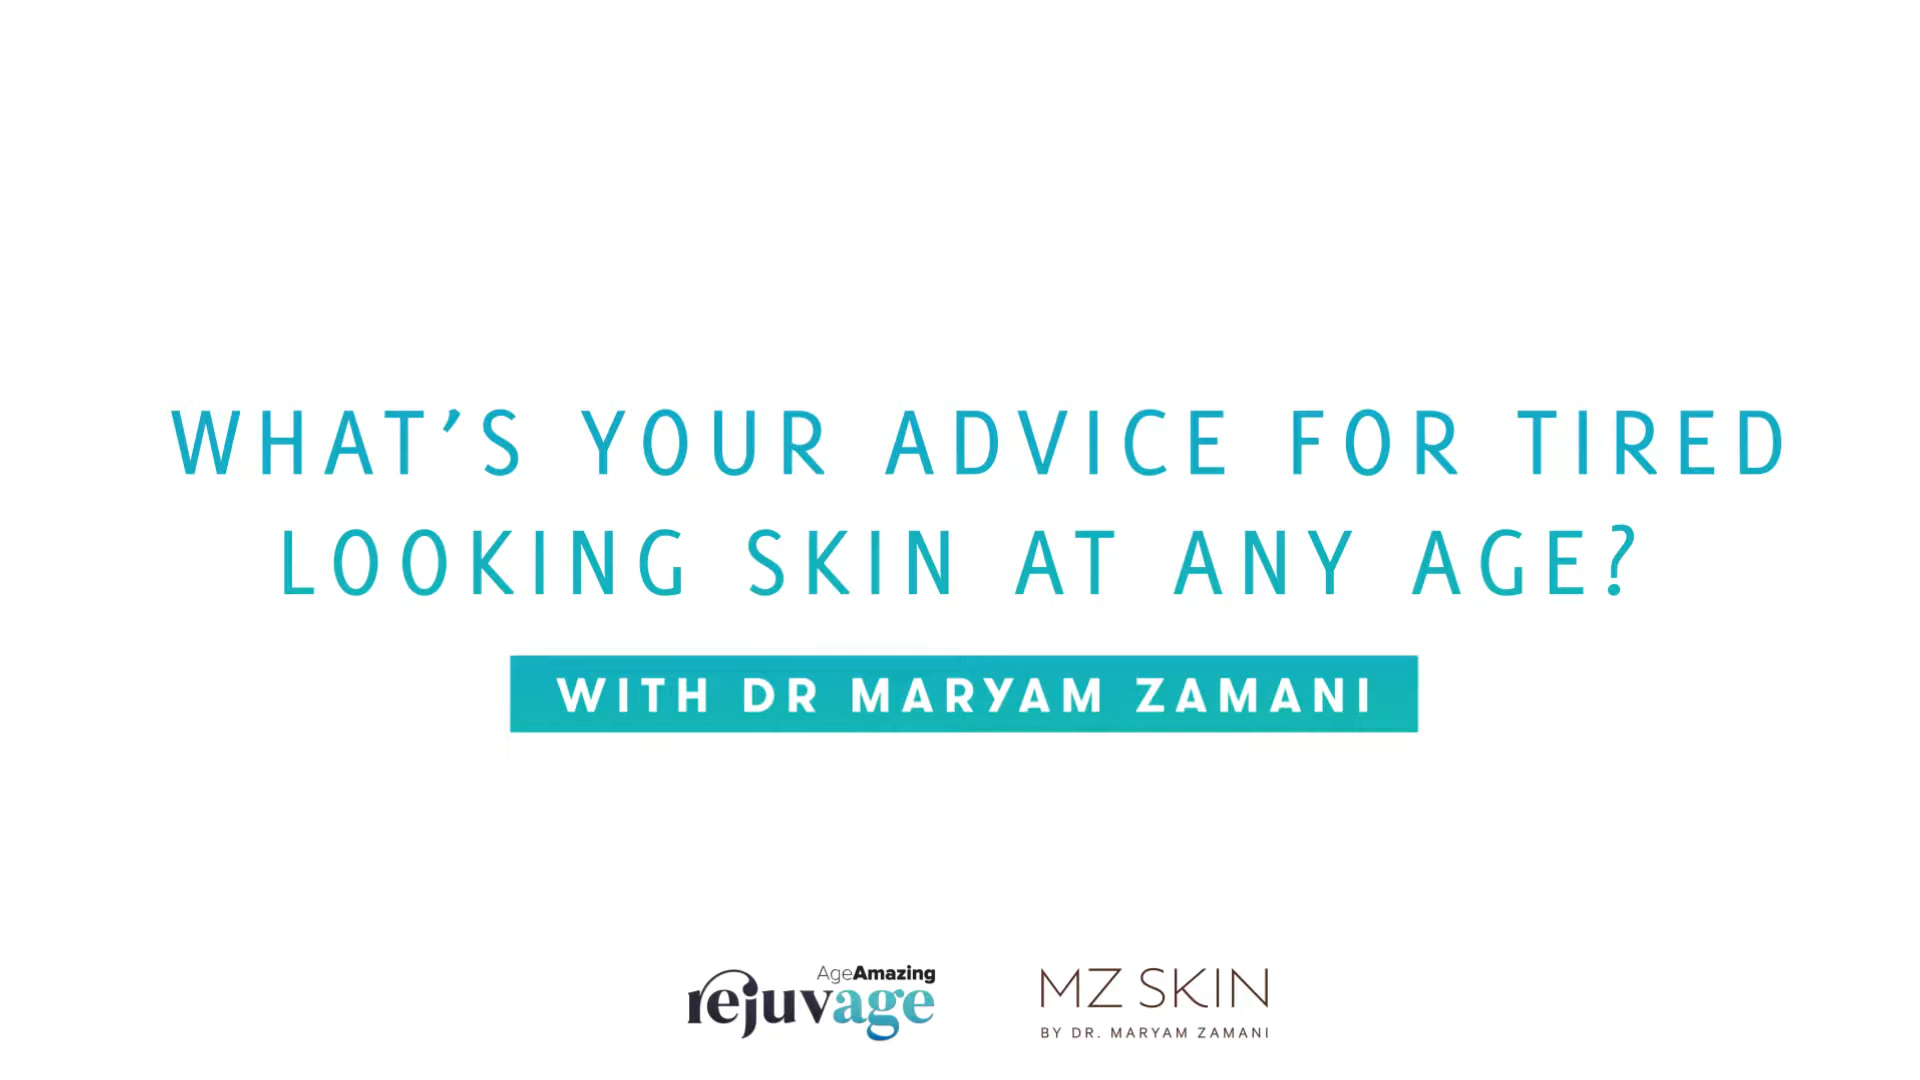 WHAT'S YOUR ADVICE FOR TIRED
LOOKING SKIN AT ANY AGE?
WITH DR MARYAM ZAMANI
AgeAmazing
rejuvage
MZ SKIN
BY DR. MARYAM ZAMANI